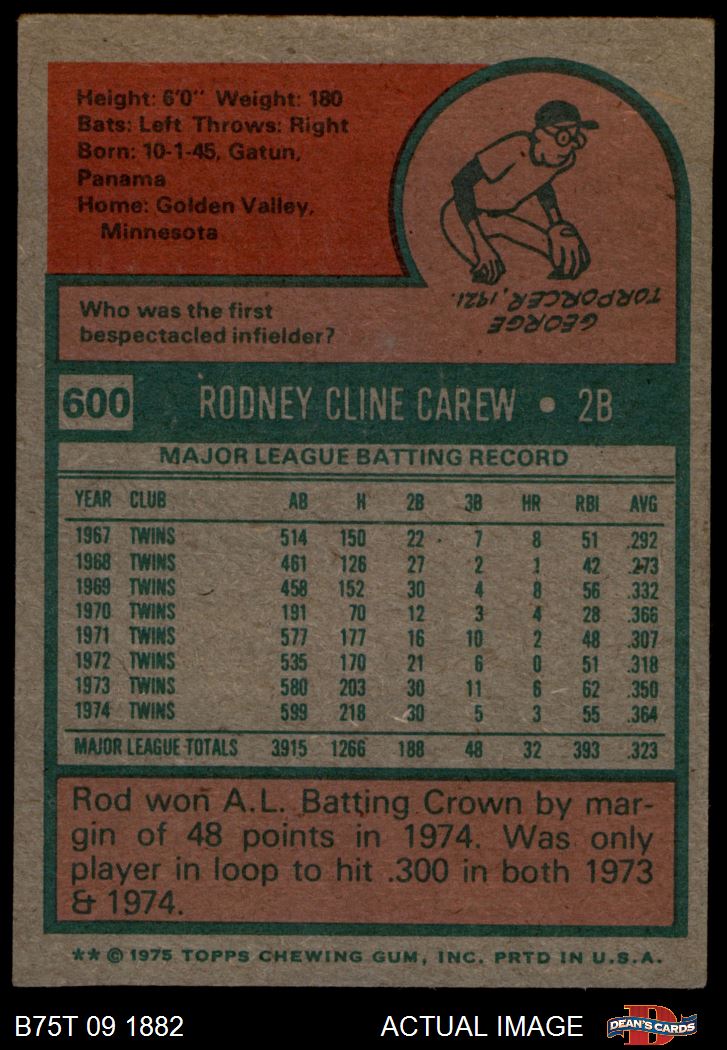 Height: 6'0" Weight: 180
Bats: Left Throws: Right
Born: 10-1-45, Gatun,
Panama
Home: Golden Valley,
Minnesota
Who was the first
bespectacled infielder?
GEORGE
TORPORCER, 1921.
600 RODNEY CLINE CAREW • 2B
MAJOR LEAGUE BATTING RECORD
YEAR CLUB AB H 2B 3B HR RBI AVG
1967 TWINS 514 150 22 7 8 51 .292
1968 TWINS 461 126 27 2 1 42 .273
1969 TWINS 458 152 30 4 8 56 .332
1970 TWINS 191 70 12 3 4 28 .366
1971 TWINS 577 177 16 10 2 48 .307
1972 TWINS 535 170 21 6 0 51 .318
1973 TWINS 580 203 30 11 6 62 .350
1974 TWINS 599 218 30 5 3 55 .364
MAJOR LEAGUE TOTALS 3915 1266 188 48 32 393 .323
Rod won A.L. Batting Crown by mar-
gin of 48 points in 1974. Was only
player in loop to hit .300 in both 1973
& 1974.
** © 1975 TOPPS CHEWING GUM, INC. PRTD IN U.S.A.
B75T 09 1882 ACTUAL IMAGE D DEAN'S CARDS